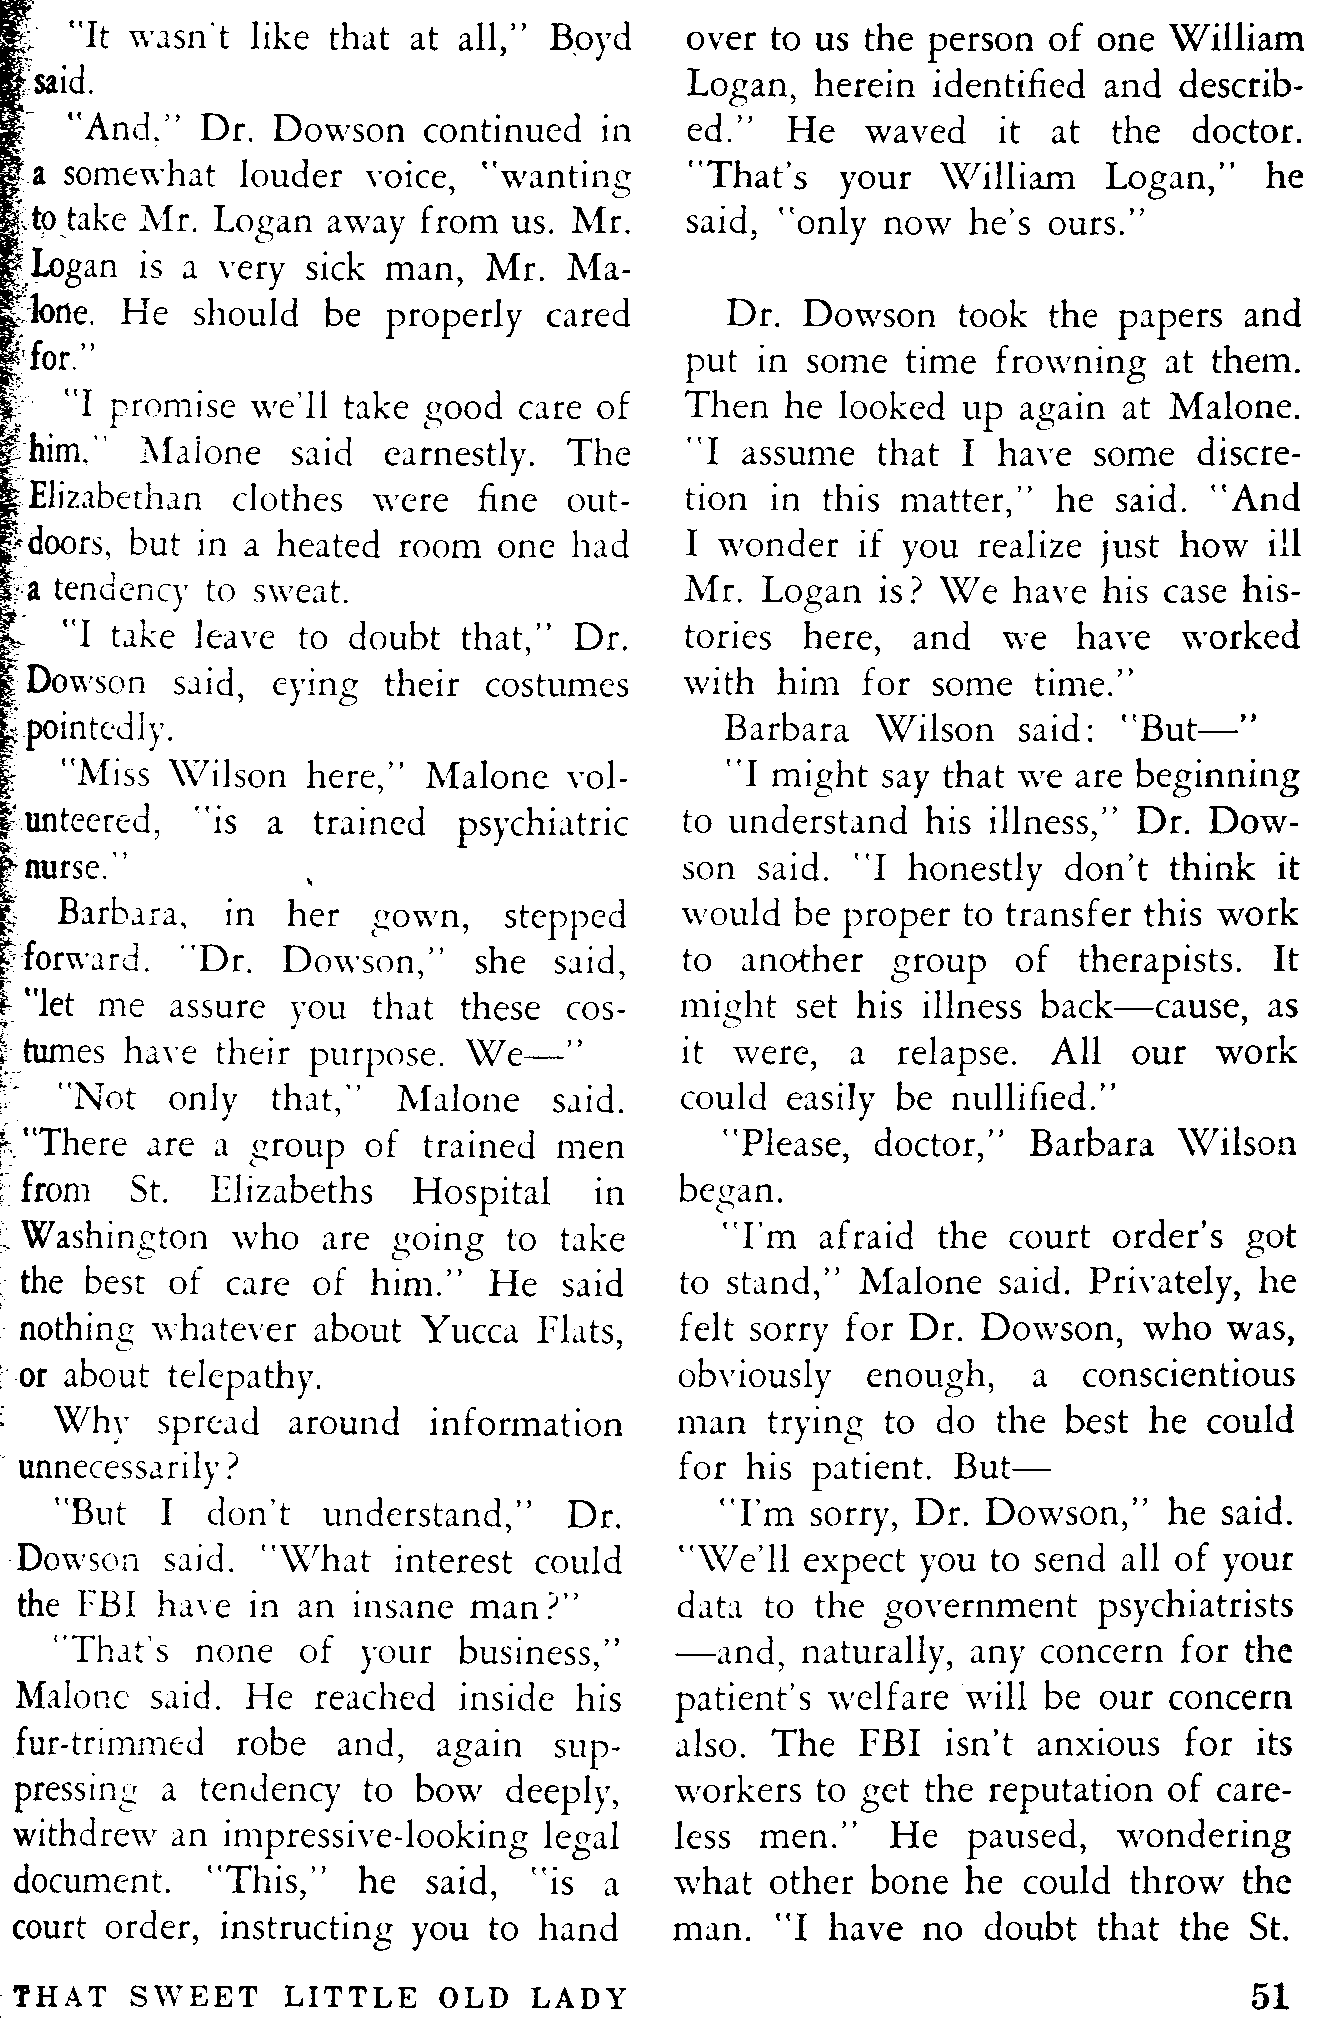 "It wasn't like that at all," Boyd
said.
"And," Dr. Dowson continued in
a somewhat louder voice, "wanting
to take Mr. Logan away from us. Mr.
Logan is a very sick man, Mr. Ma-
lone. He should be properly cared
for."
"I promise we'll take good care of
him," Malone said earnestly. The
Elizabethan clothes were fine out-
doors, but in a heated room one had
a tendency to sweat.
"I take leave to doubt that," Dr.
Dowson said, eying their costumes
pointedly.
"Miss Wilson here," Malone vol-
unteered, "is a trained psychiatric
nurse."
Barbara, in her gown, stepped
forward. "Dr. Dowson," she said,
"let me assure you that these cos-
tumes have their purpose. We—"
"Not only that," Malone said.
"There are a group of trained men
from St. Elizabeths Hospital in
Washington who are going to take
the best of care of him." He said
nothing whatever about Yucca Flats,
or about telepathy.
Why spread around information
unnecessarily?
"But I don't understand," Dr.
Dowson said. "What interest could
the FBI have in an insane man?"
"That's none of your business,"
Malone said. He reached inside his
fur-trimmed robe and, again sup-
pressing a tendency to bow deeply,
withdrew an impressive-looking legal
document. "This," he said, "is a
court order, instructing you to hand
over to us the person of one William
Logan, herein identified and describ-
ed." He waved it at the doctor.
"That's your William Logan," he
said, "only now he's ours."
Dr. Dowson took the papers and
put in some time frowning at them.
Then he looked up again at Malone.
"I assume that I have some discre-
tion in this matter," he said. "And
I wonder if you realize just how ill
Mr. Logan is? We have his case his-
tories here, and we have worked
with him for some time."
Barbara Wilson said: "But—"
"I might say that we are beginning
to understand his illness," Dr. Dow-
son said. "I honestly don't think it
would be proper to transfer this work
to another group of therapists. It
might set his illness back—cause, as
it were, a relapse. All our work
could easily be nullified."
"Please, doctor," Barbara Wilson
began.
"I'm afraid the court order's got
to stand," Malone said. Privately, he
felt sorry for Dr. Dowson, who was,
obviously enough, a conscientious
man trying to do the best he could
for his patient. But—
"I'm sorry, Dr. Dowson," he said.
"We'll expect you to send all of your
data to the government psychiatrists
—and, naturally, any concern for the
patient's welfare will be our concern
also. The FBI isn't anxious for its
workers to get the reputation of care-
less men." He paused, wondering
what other bone he could throw the
man. "I have no doubt that the St.
THAT SWEET LITTLE OLD LADY
51